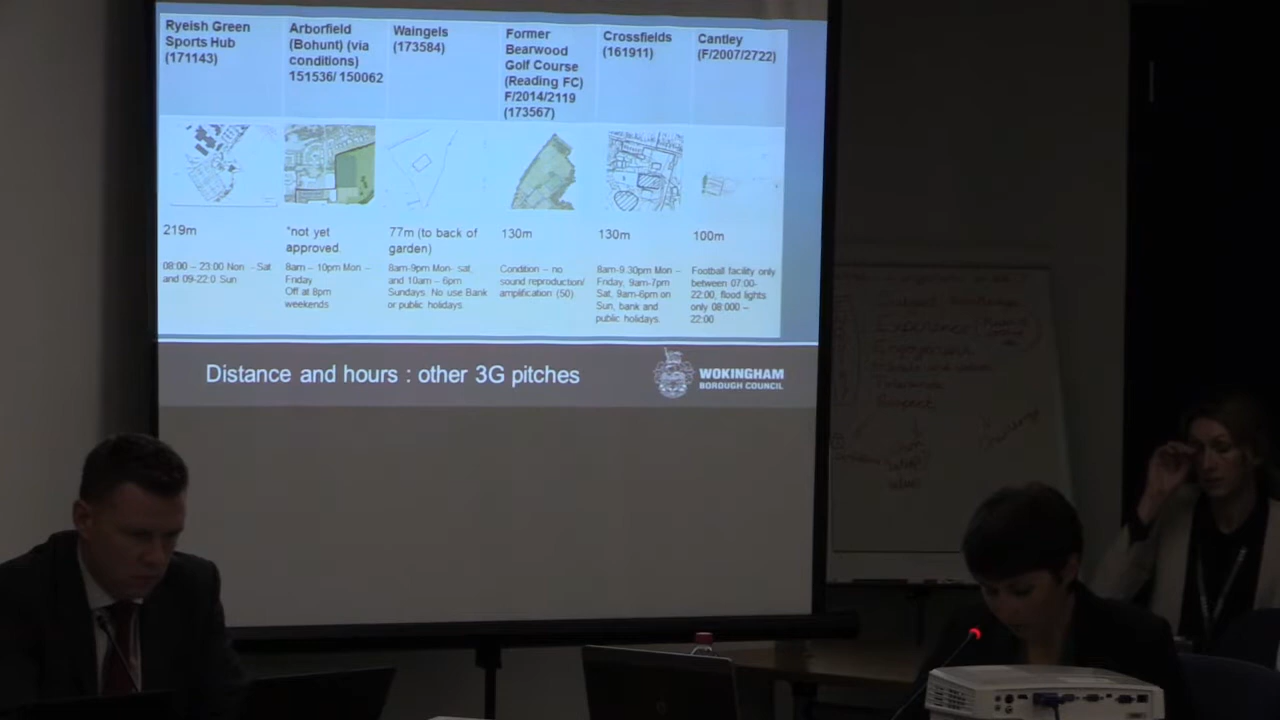 Ryeish Green
Sports Hub
(171143)
Arborfield
(Bohunt) (via
conditions)
151536/ 150062
Waingels
(173584)
Former
Bearwood
Golf Course
(Reading FC)
F/2014/2119
(173567)
Crossfields
(161911)
Cantley
(F/2007/2722)
219m
*not yet
approved
77m (to back of
garden)
130m
130m
100m
08:00 – 23:00 Non - Sat
and 09-22:0 Sun
8am – 10pm Mon –
Friday
Off at 8pm
weekends
8am-9pm Mon- sat,
and 10am – 6pm
Sundays. No use Bank
or public holidays.
Condition – no
sound reproduction/
amplification (50)
8am-9.30pm Mon –
Friday, 9am-7pm
Sat, 9am-6pm on
Sun, bank and
public holidays.
Football facility only
between 07:00-
22:00, flood lights
only 08:000 –
22:00
Distance and hours : other 3G pitches
WOKINGHAM
BOROUGH COUNCIL
Experience
Enjoyment
Respect